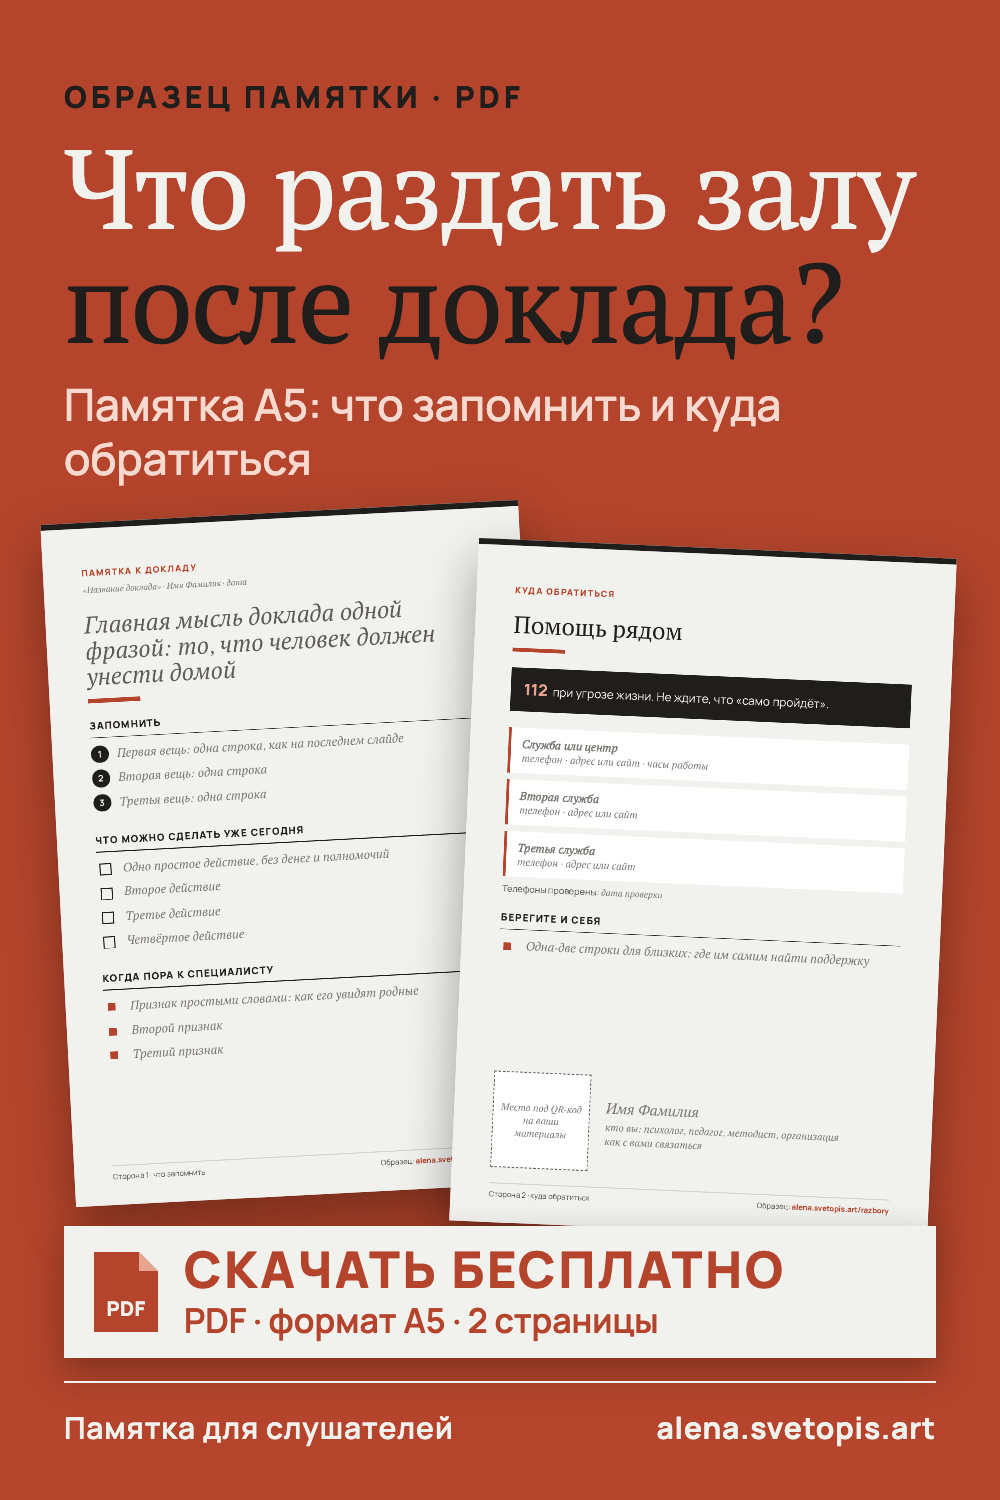 ОБРАЗЕЦ ПАМЯТКИ · PDF
Что раздать залу
после доклада?
Памятка А5: что запомнить и куда
обратиться
ПАМЯТКА К ДОКЛАДУ
«Название доклада» · Имя Фамилия · дата
Главная мысль доклада одной
фразой: то, что человек должен
унести домой
ЗАПОМНИТЬ
1 Первая вещь: одна строка, как на последнем слайде
2 Вторая вещь: одна строка
3 Третья вещь: одна строка
ЧТО МОЖНО СДЕЛАТЬ УЖЕ СЕГОДНЯ
Одно простое действие, без денег и полномочий
Второе действие
Третье действие
Четвёртое действие
КОГДА ПОРА К СПЕЦИАЛИСТУ
Признак простыми словами: как его увидят родные
Второй признак
Третий признак
Сторона 1 · что запомнить
Образец: alena.svet
КУДА ОБРАТИТЬСЯ
Помощь рядом
112 при угрозе жизни. Не ждите, что «само пройдёт».
Служба или центр
телефон · адрес или сайт · часы работы
Вторая служба
телефон · адрес или сайт
Третья служба
телефон · адрес или сайт
Телефоны проверены: дата проверки
БЕРЕГИТЕ И СЕБЯ
Одна-две строки для близких: где им самим найти поддержку
Место под QR-код
на ваши
материалы
Имя Фамилия
кто вы: психолог, педагог, методист, организация
как с вами связаться
Сторона 2 · куда обратиться
Образец: alena.svetopis.art/razbory
PDF
СКАЧАТЬ БЕСПЛАТНО
PDF · формат А5 · 2 страницы
Памятка для слушателей
alena.svetopis.art